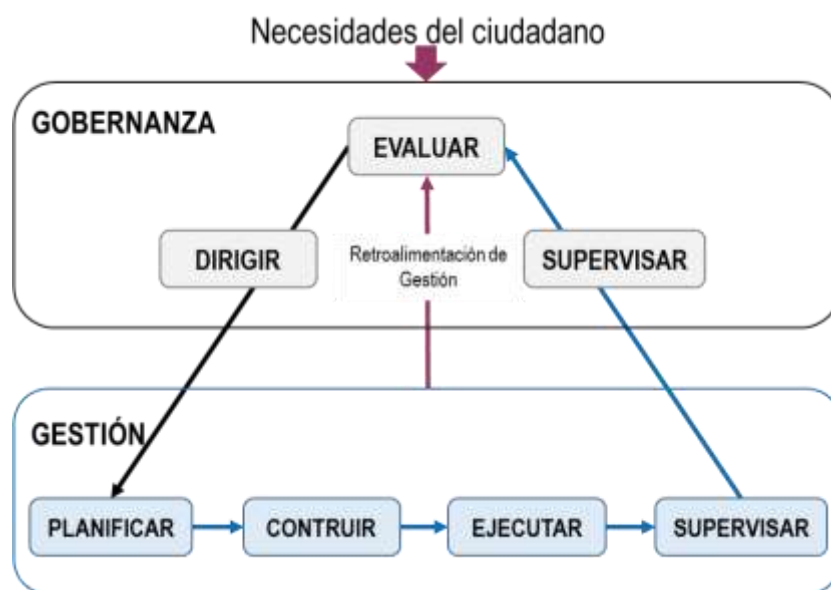 Necesidades del ciudadano
GOBERNANZA
EVALUAR
DIRIGIR
Retroalimentación de
Gestión
SUPERVISAR
GESTIÓN
PLANIFICAR
CONTRUIR
EJECUTAR
SUPERVISAR